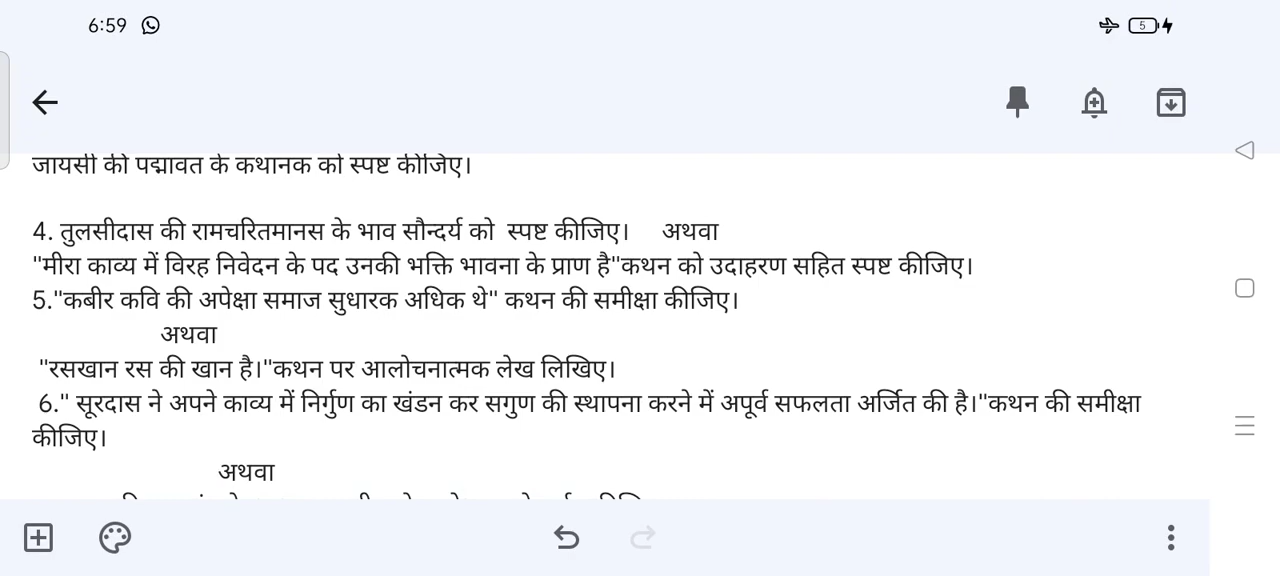 6:59
5
जायसी की पद्मावत के कथानक को स्पष्ट कीजिए।
4. तुलसीदास की रामचरितमानस के भाव सौन्दर्य को  स्पष्ट कीजिए।    अथवा
"मीरा काव्य में विरह निवेदन के पद उनकी भक्ति भावना के प्राण है"कथन को उदाहरण सहित स्पष्ट कीजिए।
5."कबीर कवि की अपेक्षा समाज सुधारक अधिक थे" कथन की समीक्षा कीजिए।
अथवा
"रसखान रस की खान है।"कथन पर आलोचनात्मक लेख लिखिए।
6." सूरदास ने अपने काव्य में निर्गुण का खंडन कर सगुण की स्थापना करने में अपूर्व सफलता अर्जित की है।"कथन की समीक्षा
कीजिए।
अथवा